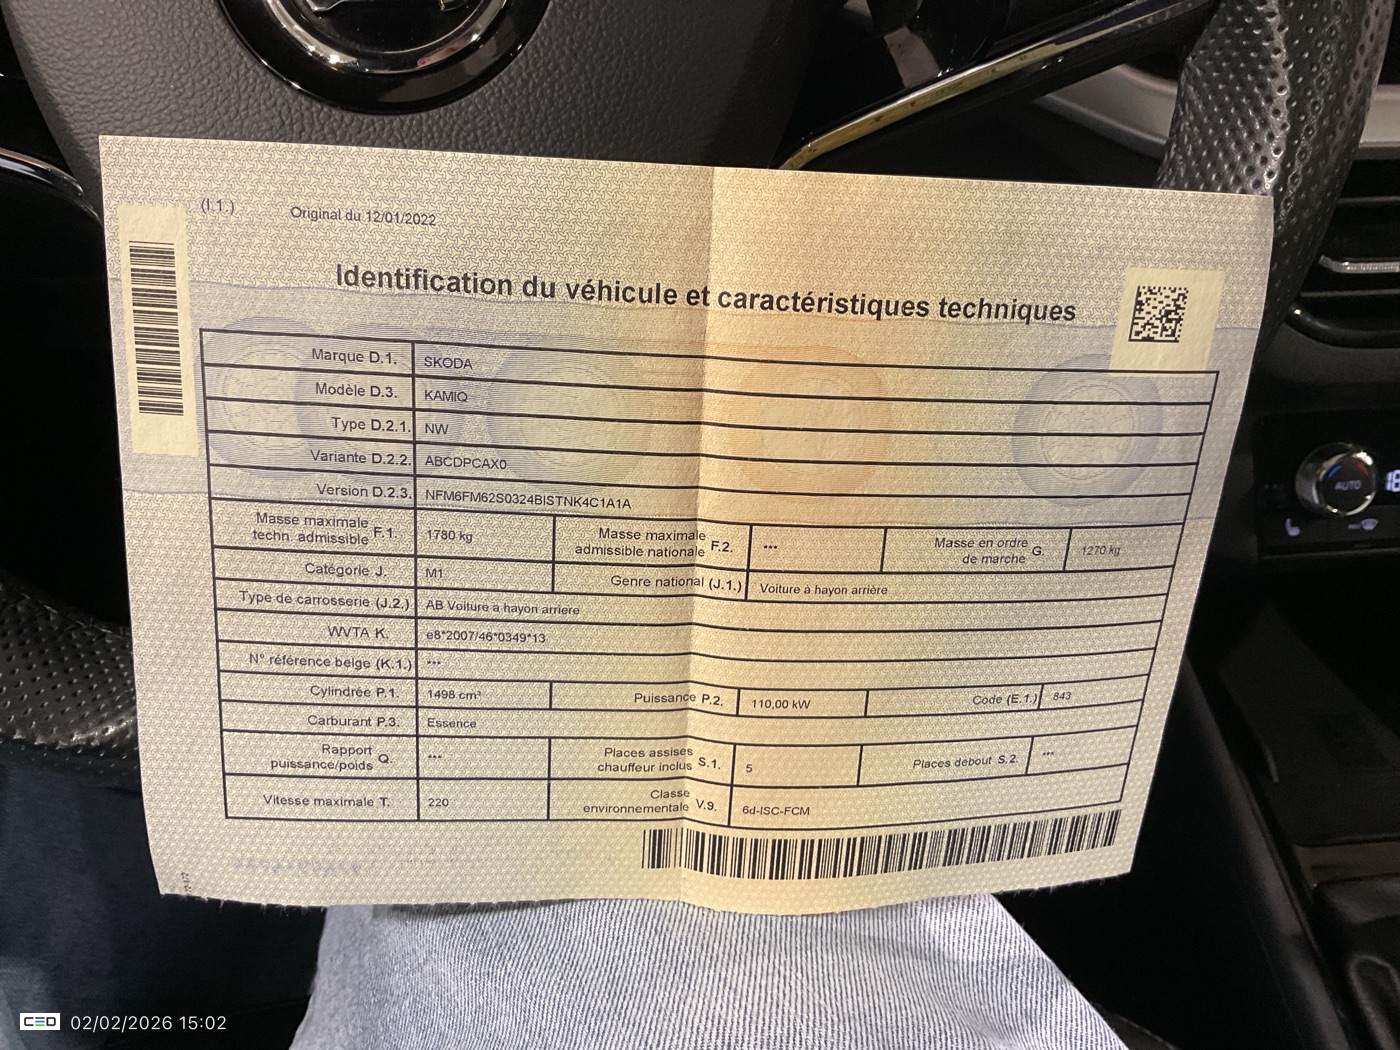 (I.1.) Original du 12/01/2022
Identification du véhicule et caractéristiques techniques
Marque D.1. SKODA
Modèle D.3. KAMIQ
Type D.2.1. NW
Variante D.2.2. ABCDPCAX0
Version D.2.3. NFM6FM62S0324BISTNK4C1A1A
Masse maximale techn. admissible F.1. 1780 kg Masse maximale admissible nationale F.2. *** Masse en ordre de marche G. 1270 kg
Catégorie J. M1 Genre national (J.1.) Voiture à hayon arrière
Type de carrosserie (J.2.) AB Voiture à hayon arriere
WVTA K. e8*2007/46*0349*13
N° référence belge (K.1.) ***
Cylindrée P.1. 1498 cm³ Puissance P.2. 110,00 kW Code (E.1.) 843
Carburant P.3. Essence
Rapport puissance/poids Q. *** Places assises chauffeur inclus S.1. 5 Places debout S.2. ***
Vitesse maximale T. 220 Classe environnementale V.9. 6d-ISC-FCM
AUTO
18
CED 02/02/2026 15:02